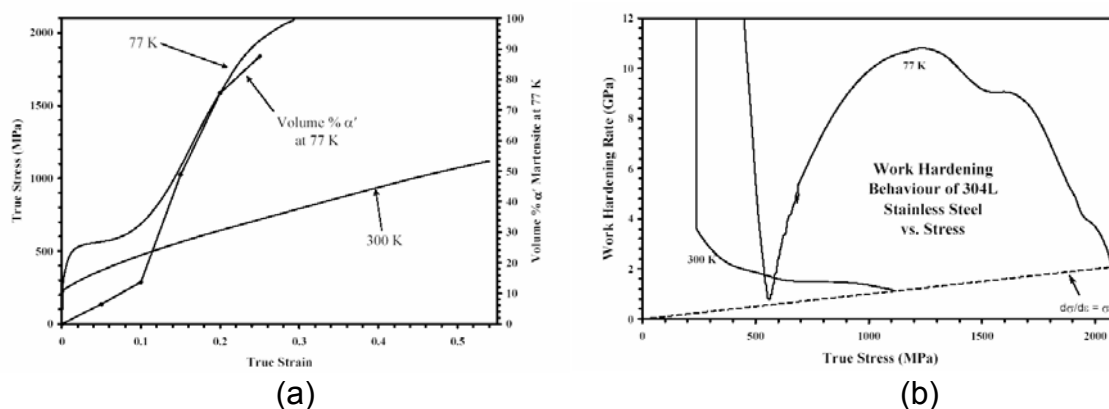 2000
1500
1000
500
0
True Stress (MPa)
0
0.1
0.2
0.3
0.4
0.5
True Strain
100
90
80
70
60
50
40
30
20
10
0
Volume % α′ Martensite at 77 K
77 K
Volume % α′
at 77 K
300 K
(a)
12
10
8
6
4
2
0
Work Hardening Rate (GPa)
0
500
1000
1500
2000
True Stress (MPa)
77 K
300 K
Work Hardening
Behaviour of 304L
Stainless Steel
vs. Stress
dσ/dε = σ
(b)